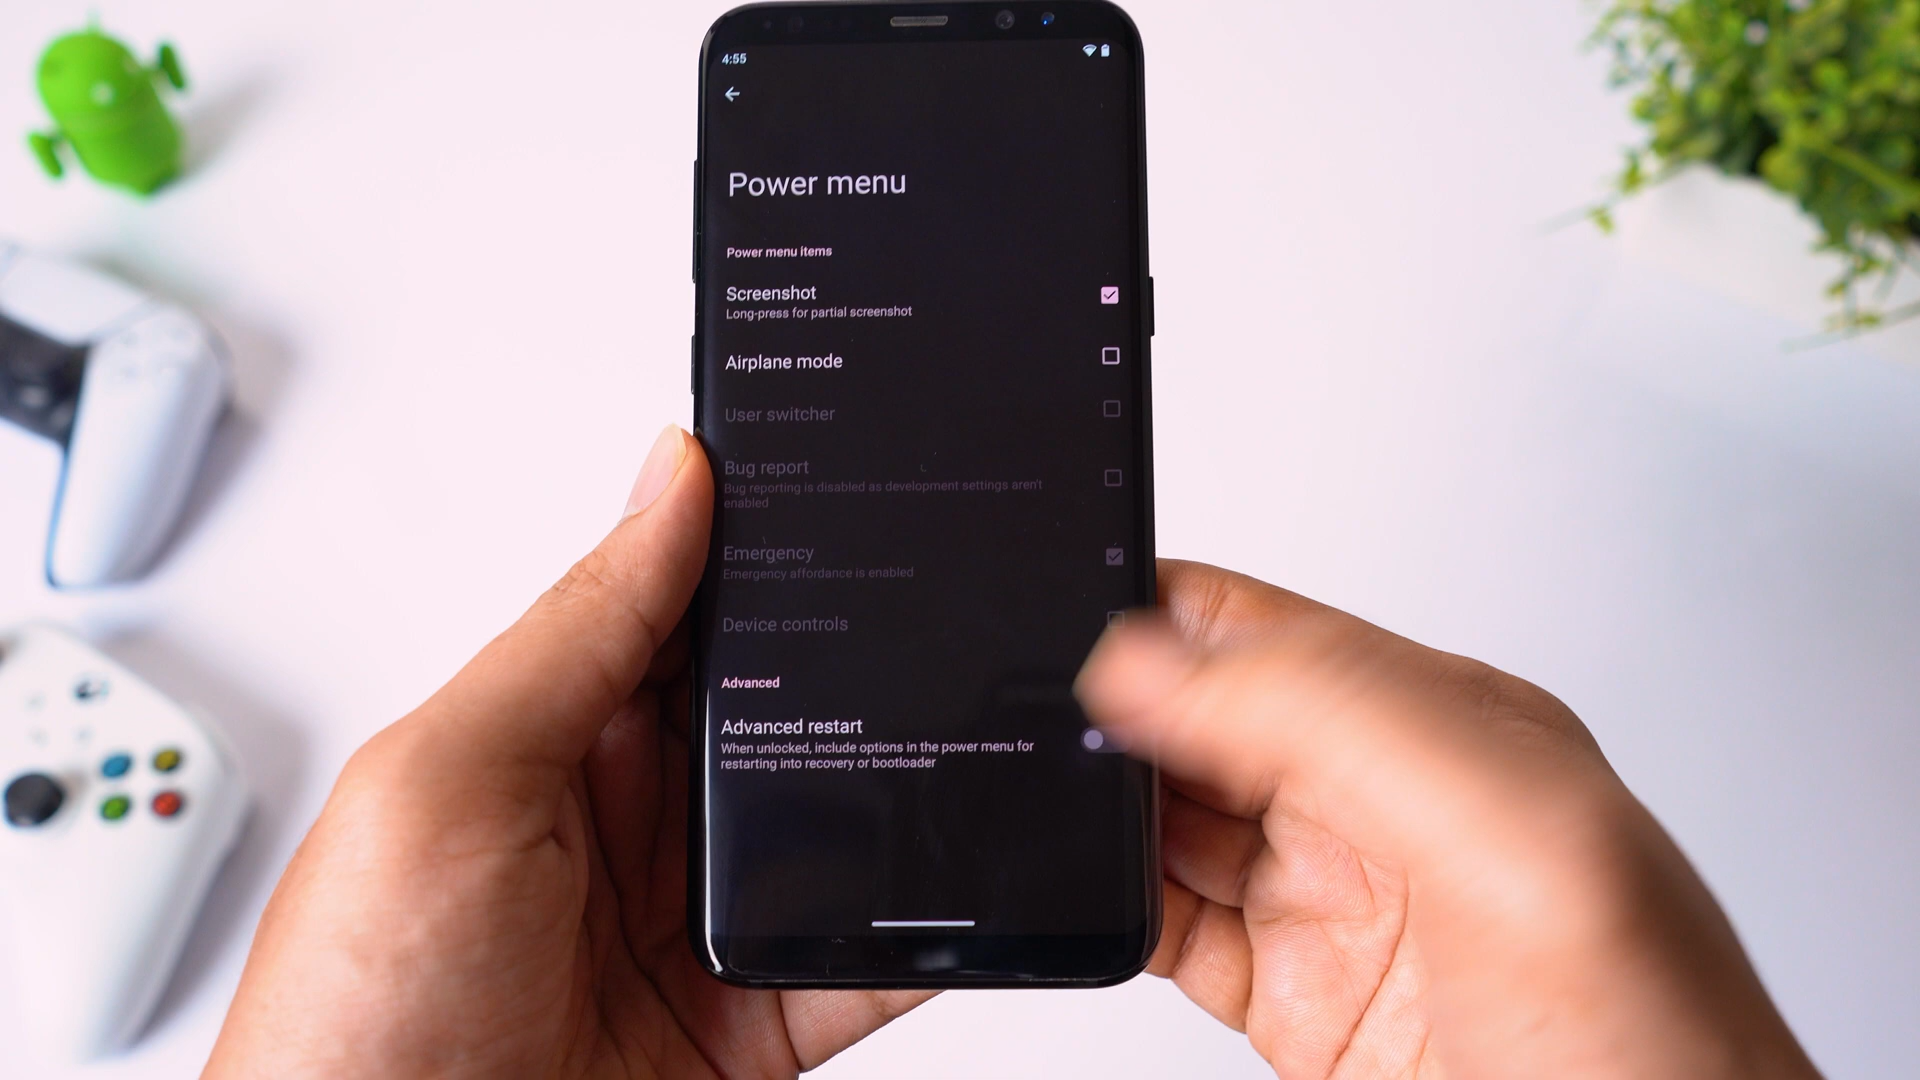 4:55
Power menu
Power menu items
Screenshot
Long-press for partial screenshot
Airplane mode
User switcher
Bug report
Bug reporting is disabled as development settings aren't
enabled
Emergency
Emergency affordance is enabled
Device controls
Advanced
Advanced restart
When unlocked, include options in the power menu for
restarting into recovery or bootloader